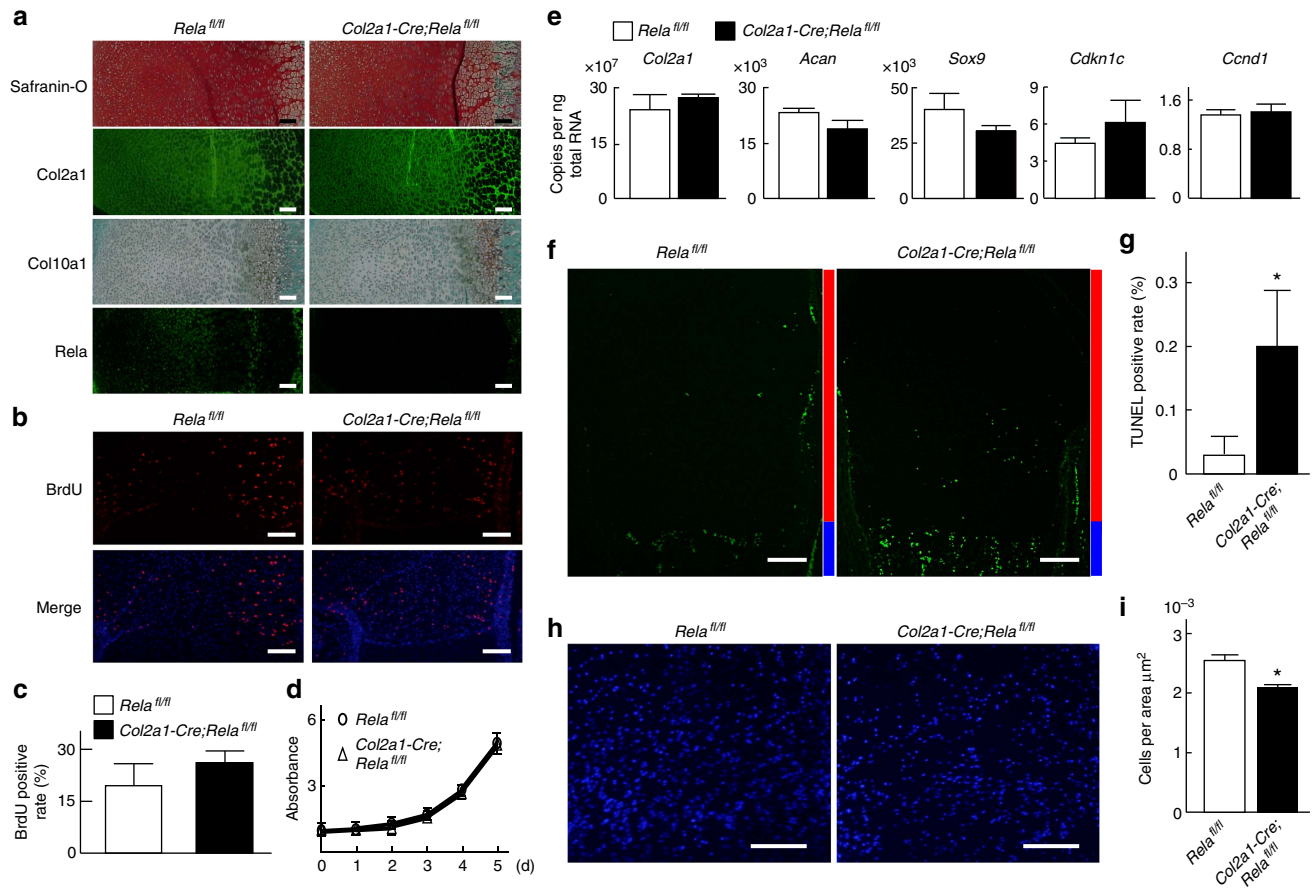 a
Rela fl/fl
Col2a1-Cre;Rela fl/fl
Safranin-O
Col2a1
Col10a1
Rela
b
Rela fl/fl
Col2a1-Cre;Rela fl/fl
BrdU
Merge
c
Rela fl/fl
Col2a1-Cre;Rela fl/fl
BrdU positive
rate (%)
30
15
0
d
Absorbance
6
3
Rela fl/fl
Col2a1-Cre;
Rela fl/fl
0 1 2 3 4 5 (d)
e
Rela fl/fl
Col2a1-Cre;Rela fl/fl
Copies per ng
total RNA
Col2a1
×10⁷
30
15
0
Acan
×10³
30
15
0
Sox9
×10³
50
25
0
Cdkn1c
9
6
3
0
Ccnd1
1.6
0.8
0
f
Rela fl/fl
Col2a1-Cre;Rela fl/fl
g
TUNEL positive rate (%)
0.3
0.2
0.1
0
*
Rela fl/fl
Col2a1-Cre;
Rela fl/fl
h
Rela fl/fl
Col2a1-Cre;Rela fl/fl
i
10⁻³
Cells per area μm²
3
2
1
0
*
Rela fl/fl
Col2a1-Cre;
Rela fl/fl